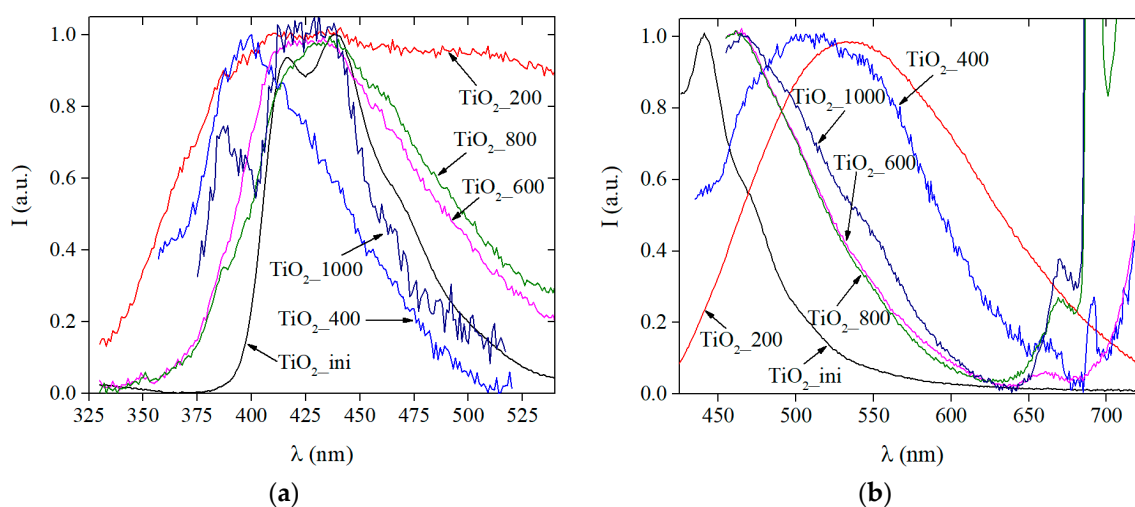 I (a.u.)
1.0
0.8
0.6
0.4
0.2
0.0
TiO₂_200
TiO₂_800
TiO₂_600
TiO₂_1000
TiO₂_400
TiO₂_ini
325 350 375 400 425 450 475 500 525
λ (nm)
(a)
I (a.u.)
1.0
0.8
0.6
0.4
0.2
0.0
TiO₂_400
TiO₂_1000
TiO₂_600
TiO₂_800
TiO₂_200
TiO₂_ini
450 500 550 600 650 700
λ (nm)
(b)